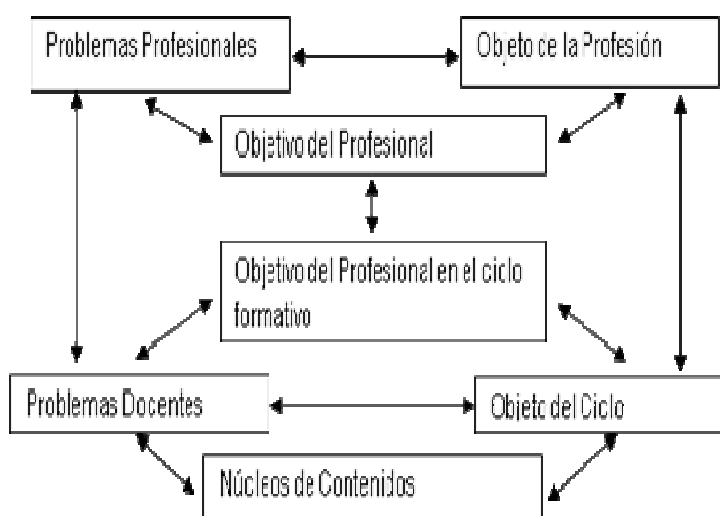 Problemas Profesionales
Objeto de la Profesión
Objetivo del Profesional
Objetivo del Profesional en el ciclo
formativo
Problemas Docentes
Objeto del Ciclo
Núcleos de Contenidos